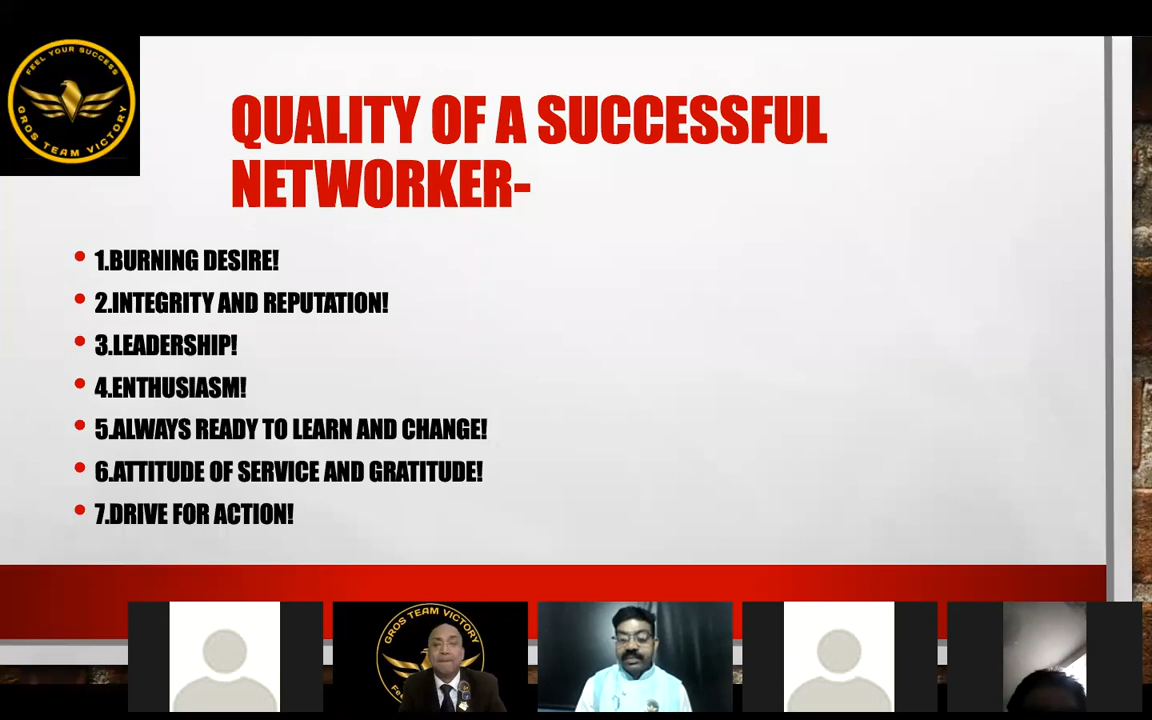 FEEL YOUR SUCCESS
GROS TEAM VICTORY
QUALITY OF A SUCCESSFUL
NETWORKER-
1.BURNING DESIRE!
2.INTEGRITY AND REPUTATION!
3.LEADERSHIP!
4.ENTHUSIASM!
5.ALWAYS READY TO LEARN AND CHANGE!
6.ATTITUDE OF SERVICE AND GRATITUDE!
7.DRIVE FOR ACTION!
GROS TEAM VICTORY